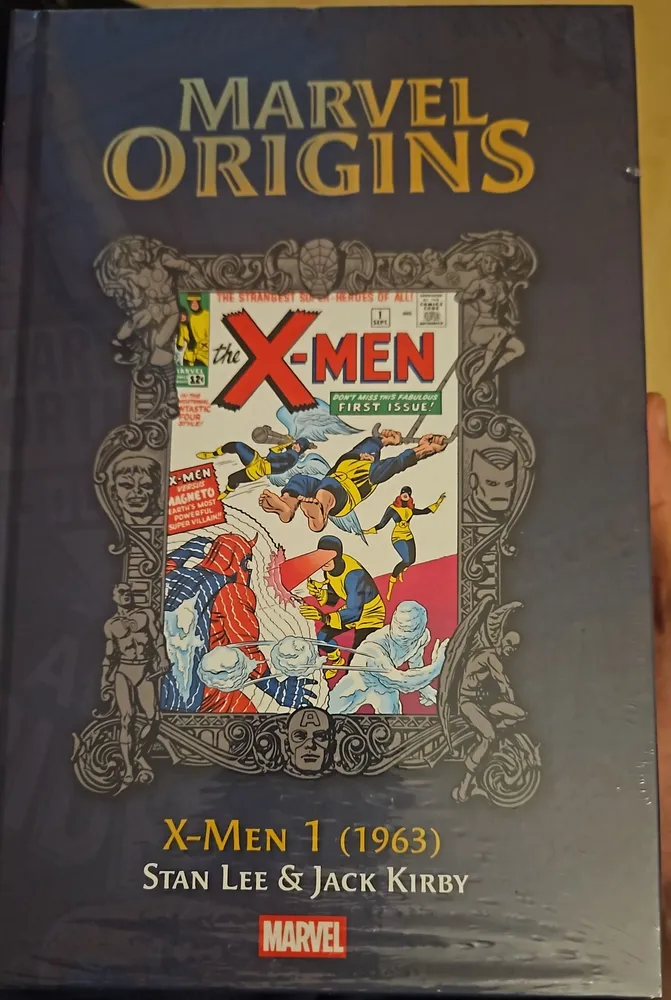 MARVEL
ORIGINS
THE STRANGEST SUPER-HEROES OF ALL!
1
SEPT.
MARVEL
12¢
the X-MEN
DON'T MISS THIS FABULOUS
FIRST ISSUE!
IN THE
FANTASTIC
FOUR
STYLE!
X-MEN
VERSUS
MAGNETO
EARTH'S MOST
POWERFUL
SUPER VILLAIN!!
A
X-MEN 1 (1963)
STAN LEE & JACK KIRBY
MARVEL